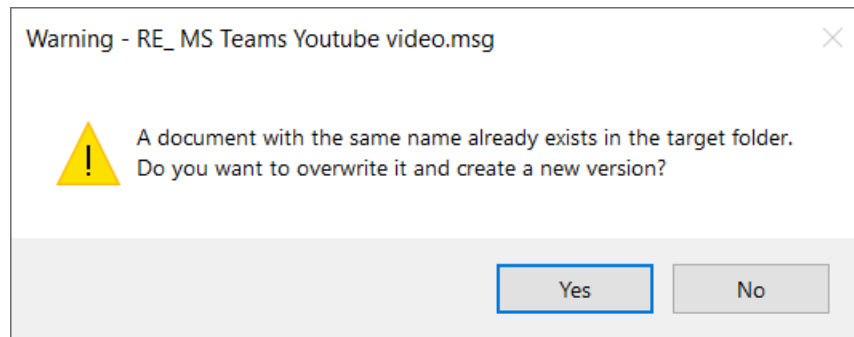 Warning - RE_ MS Teams Youtube video.msg
A document with the same name already exists in the target folder.
Do you want to overwrite it and create a new version?
Yes No